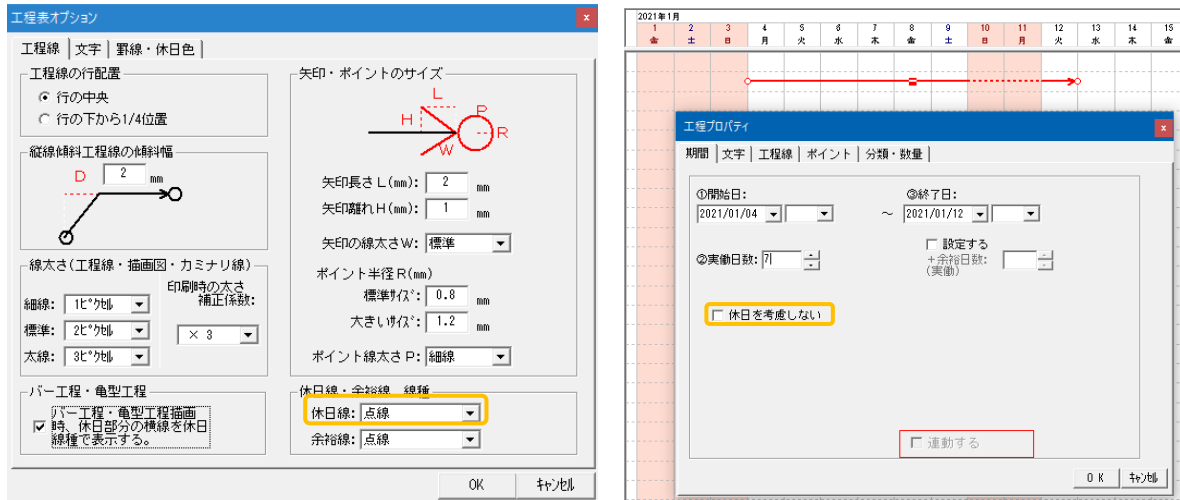 工程表オプション
x
工程線 文字 罫線・休日色
工程線の行配置
行の中央
行の下から1/4位置
縦線傾斜工程線の傾斜幅
D 2 mm
線太さ(工程線・描画図・カミナリ線)
細線: 1ピクセル
標準: 2ピクセル
太線: 3ピクセル
印刷時の太さ
補正係数:
× 3
バー工程・亀型工程
バー工程・亀型工程描画
時、休日部分の横線を休日
線種で表示する。
矢印・ポイントのサイズ
L
H P
R
W
矢印長さL(mm): 2 mm
矢印離れH(mm): 1 mm
矢印の線太さW: 標準
ポイント半径R(mm)
標準サイズ: 0.8 mm
大きいサイズ: 1.2 mm
ポイント線太さP: 細線
休日線・余裕線 線種
休日線: 点線
余裕線: 点線
OK キャンセル
2021年1月
1 2 3 4 5 6 7 8 9 10 11 12 13 14 15
金 土 日 月 火 水 木 金 土 日 月 火 水 木 金
工程プロパティ
x
期間 文字 工程線 ポイント 分類・数量
①開始日: ③終了日:
2021/01/04 ～ 2021/01/12
②実働日数: 7
設定する
+余裕日数:
(実働)
休日を考慮しない
連動する
OK キャンセル